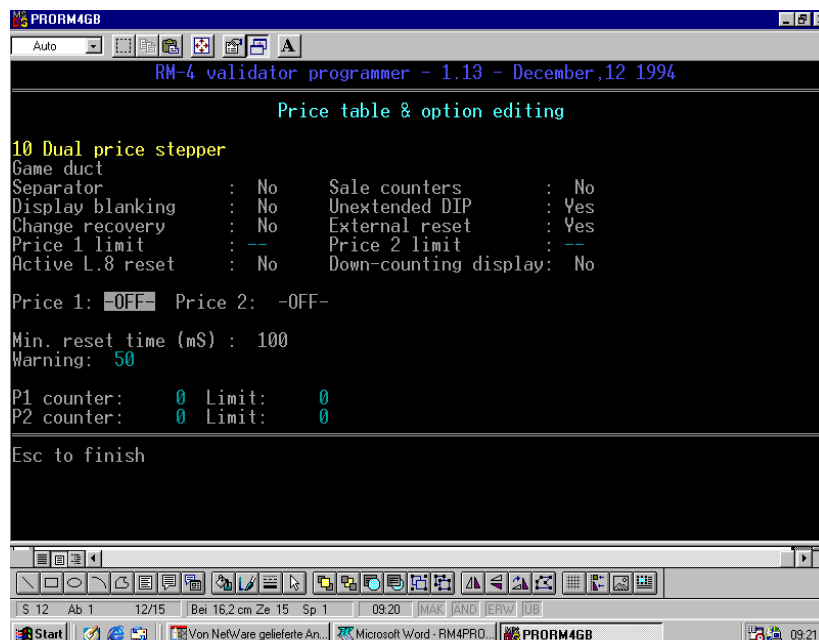 PRORM4GB
Auto
RM-4 validator programmer - 1.13 - December,12 1994
Price table & option editing
10 Dual price stepper
Game duct
Separator : No Sale counters : No
Display blanking : No Unextended DIP : Yes
Change recovery : No External reset : Yes
Price 1 limit : -- Price 2 limit : --
Active L.8 reset : No Down-counting display: No
Price 1: -OFF- Price 2: -OFF-
Min. reset time (mS) : 100
Warning: 50
P1 counter: 0 Limit: 0
P2 counter: 0 Limit: 0
Esc to finish
S 12 Ab 1 12/15 Bei 16,2 cm Ze 15 Sp 1 09:20 MAK ÄND ERW ÜB
Start Von NetWare gelieferte An... Microsoft Word - RM4PRO... PRORM4GB 09:21